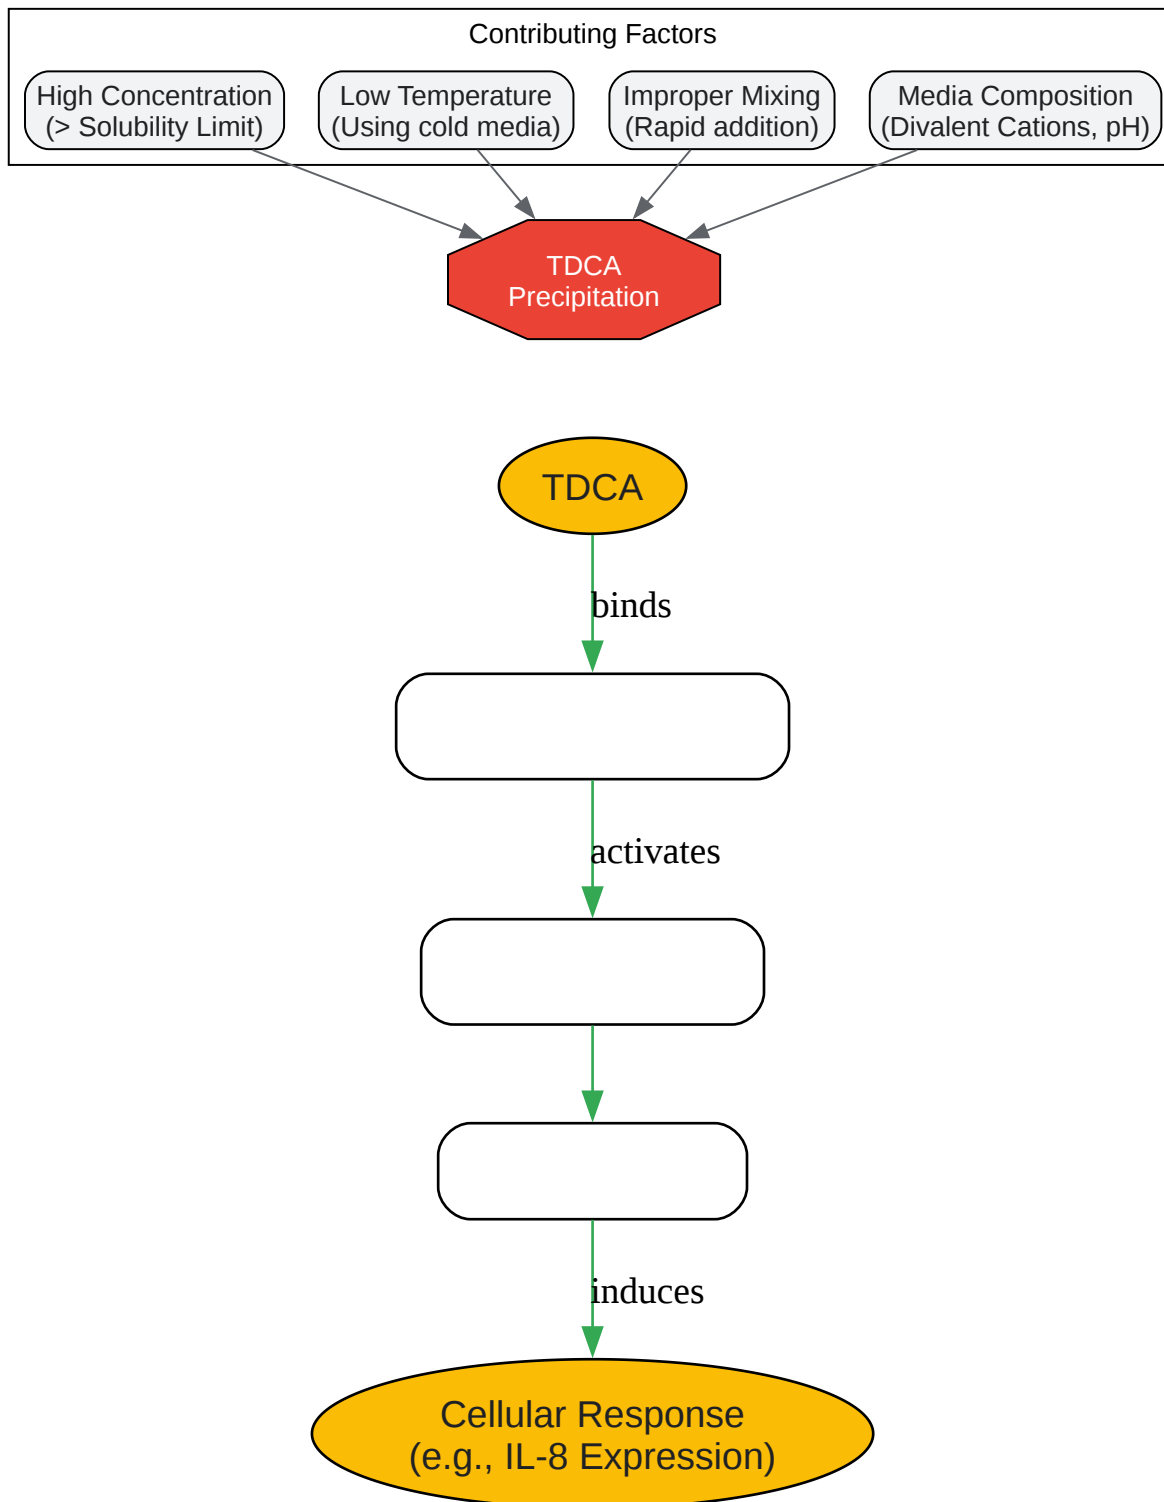 Contributing Factors
High Concentration
(> Solubility Limit)
Low Temperature
(Using cold media)
Improper Mixing
(Rapid addition)
Media Composition
(Divalent Cations, pH)
TDCA
Precipitation
TDCA
binds
activates
induces
Cellular Response
(e.g., IL-8 Expression)